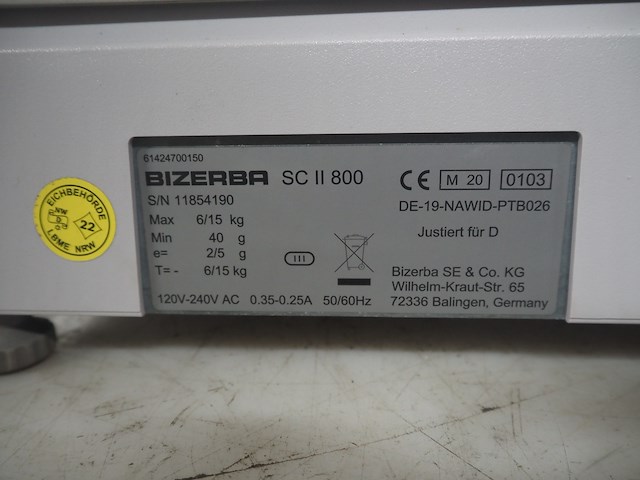 61424700150
BIZERBA SC II 800
S/N 11854190
Max 6/15 kg
Min 40 g
e= 2/5 g
T= - 6/15 kg
III
120V-240V AC 0.35-0.25A 50/60Hz
CE M 20 0103
DE-19-NAWID-PTB026
Justiert für D
Bizerba SE & Co. KG
Wilhelm-Kraut-Str. 65
72336 Balingen, Germany
EICHBEHÖRDE
NW
22
LBME NRW